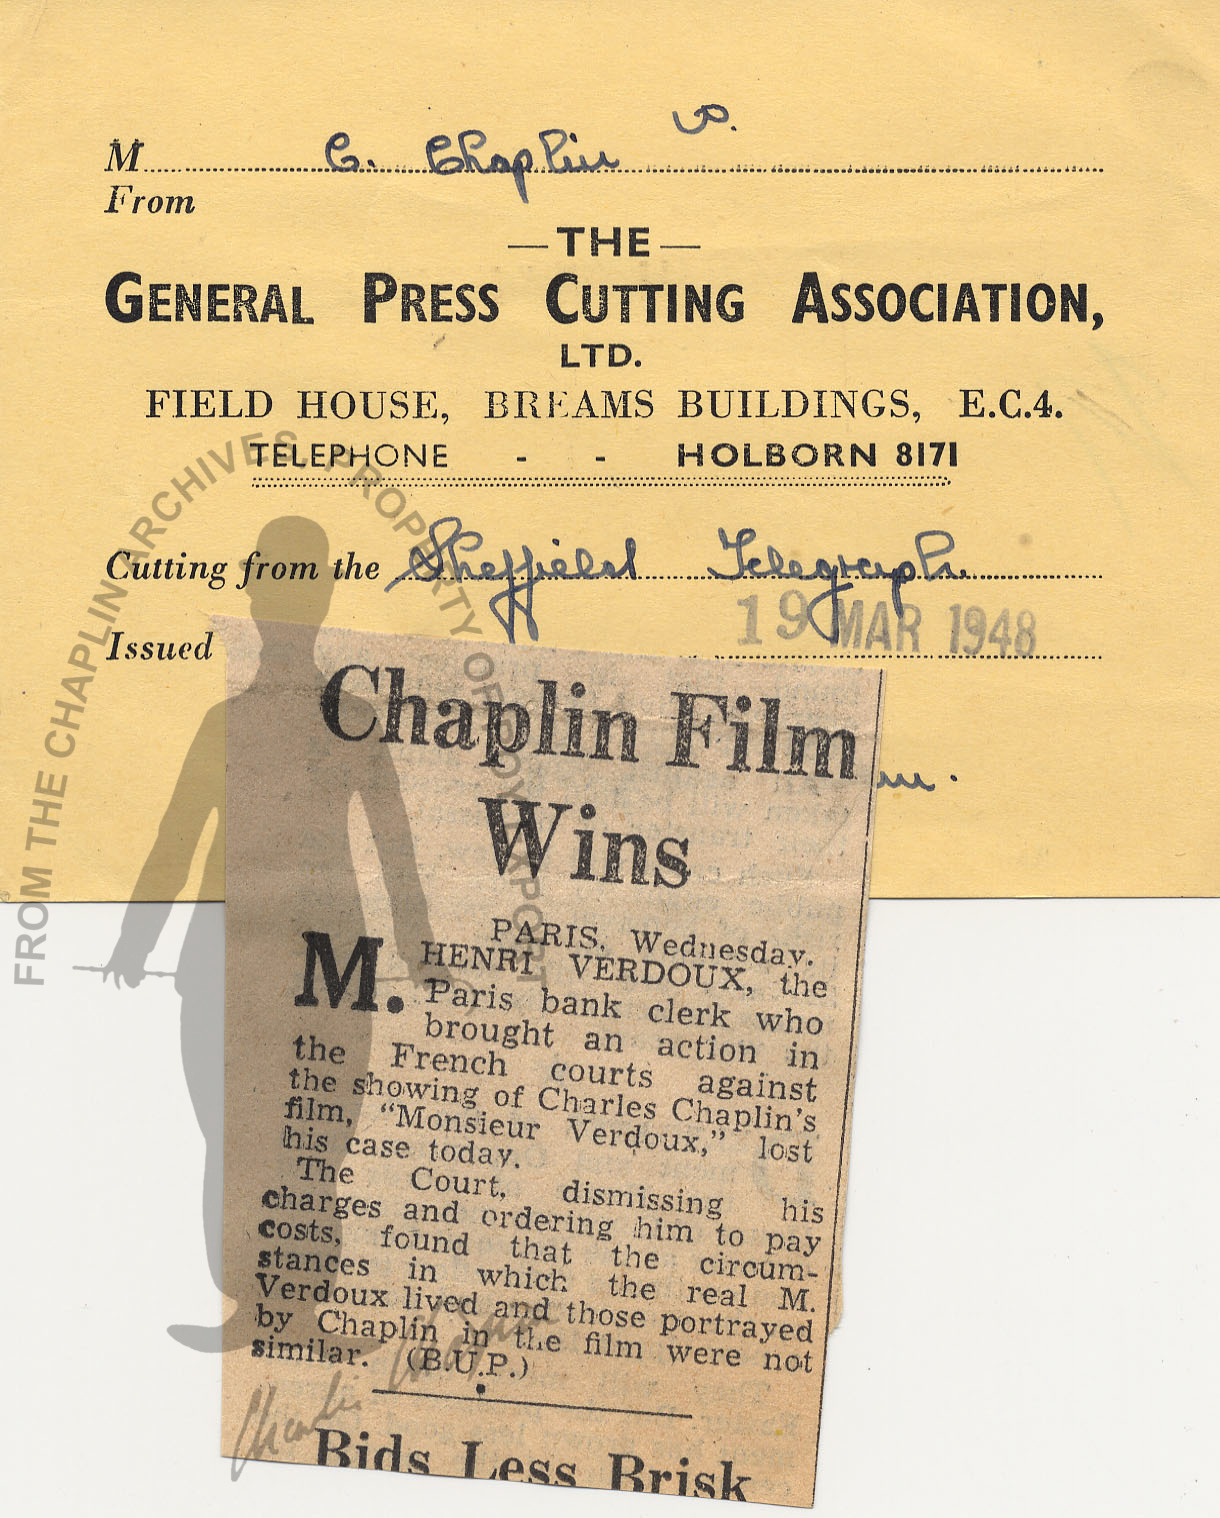 M C. Chaplin
From
— THE —
GENERAL PRESS CUTTING ASSOCIATION,
LTD.
FIELD HOUSE, BREAMS BUILDINGS, E.C.4.
TELEPHONE - - HOLBORN 8171
Cutting from the Sheffield Telegraph.
Issued 19 MAR 1948
Chaplin Film
Wins
PARIS, Wednesday.
M. HENRI VERDOUX, the
Paris bank clerk who
brought an action in
the French courts against
the showing of Charles Chaplin's
film, "Monsieur Verdoux," lost
his case today.
The Court, dismissing his
charges and ordering him to pay
costs, found that the circum-
stances in which the real M.
Verdoux lived and those portrayed
by Chaplin in the film were not
similar. (B.U.P.)
Bids Less Brisk
FROM THE CHAPLIN ARCHIVES, PROPERTY OF ROY EXPORT
Charlie Chaplin